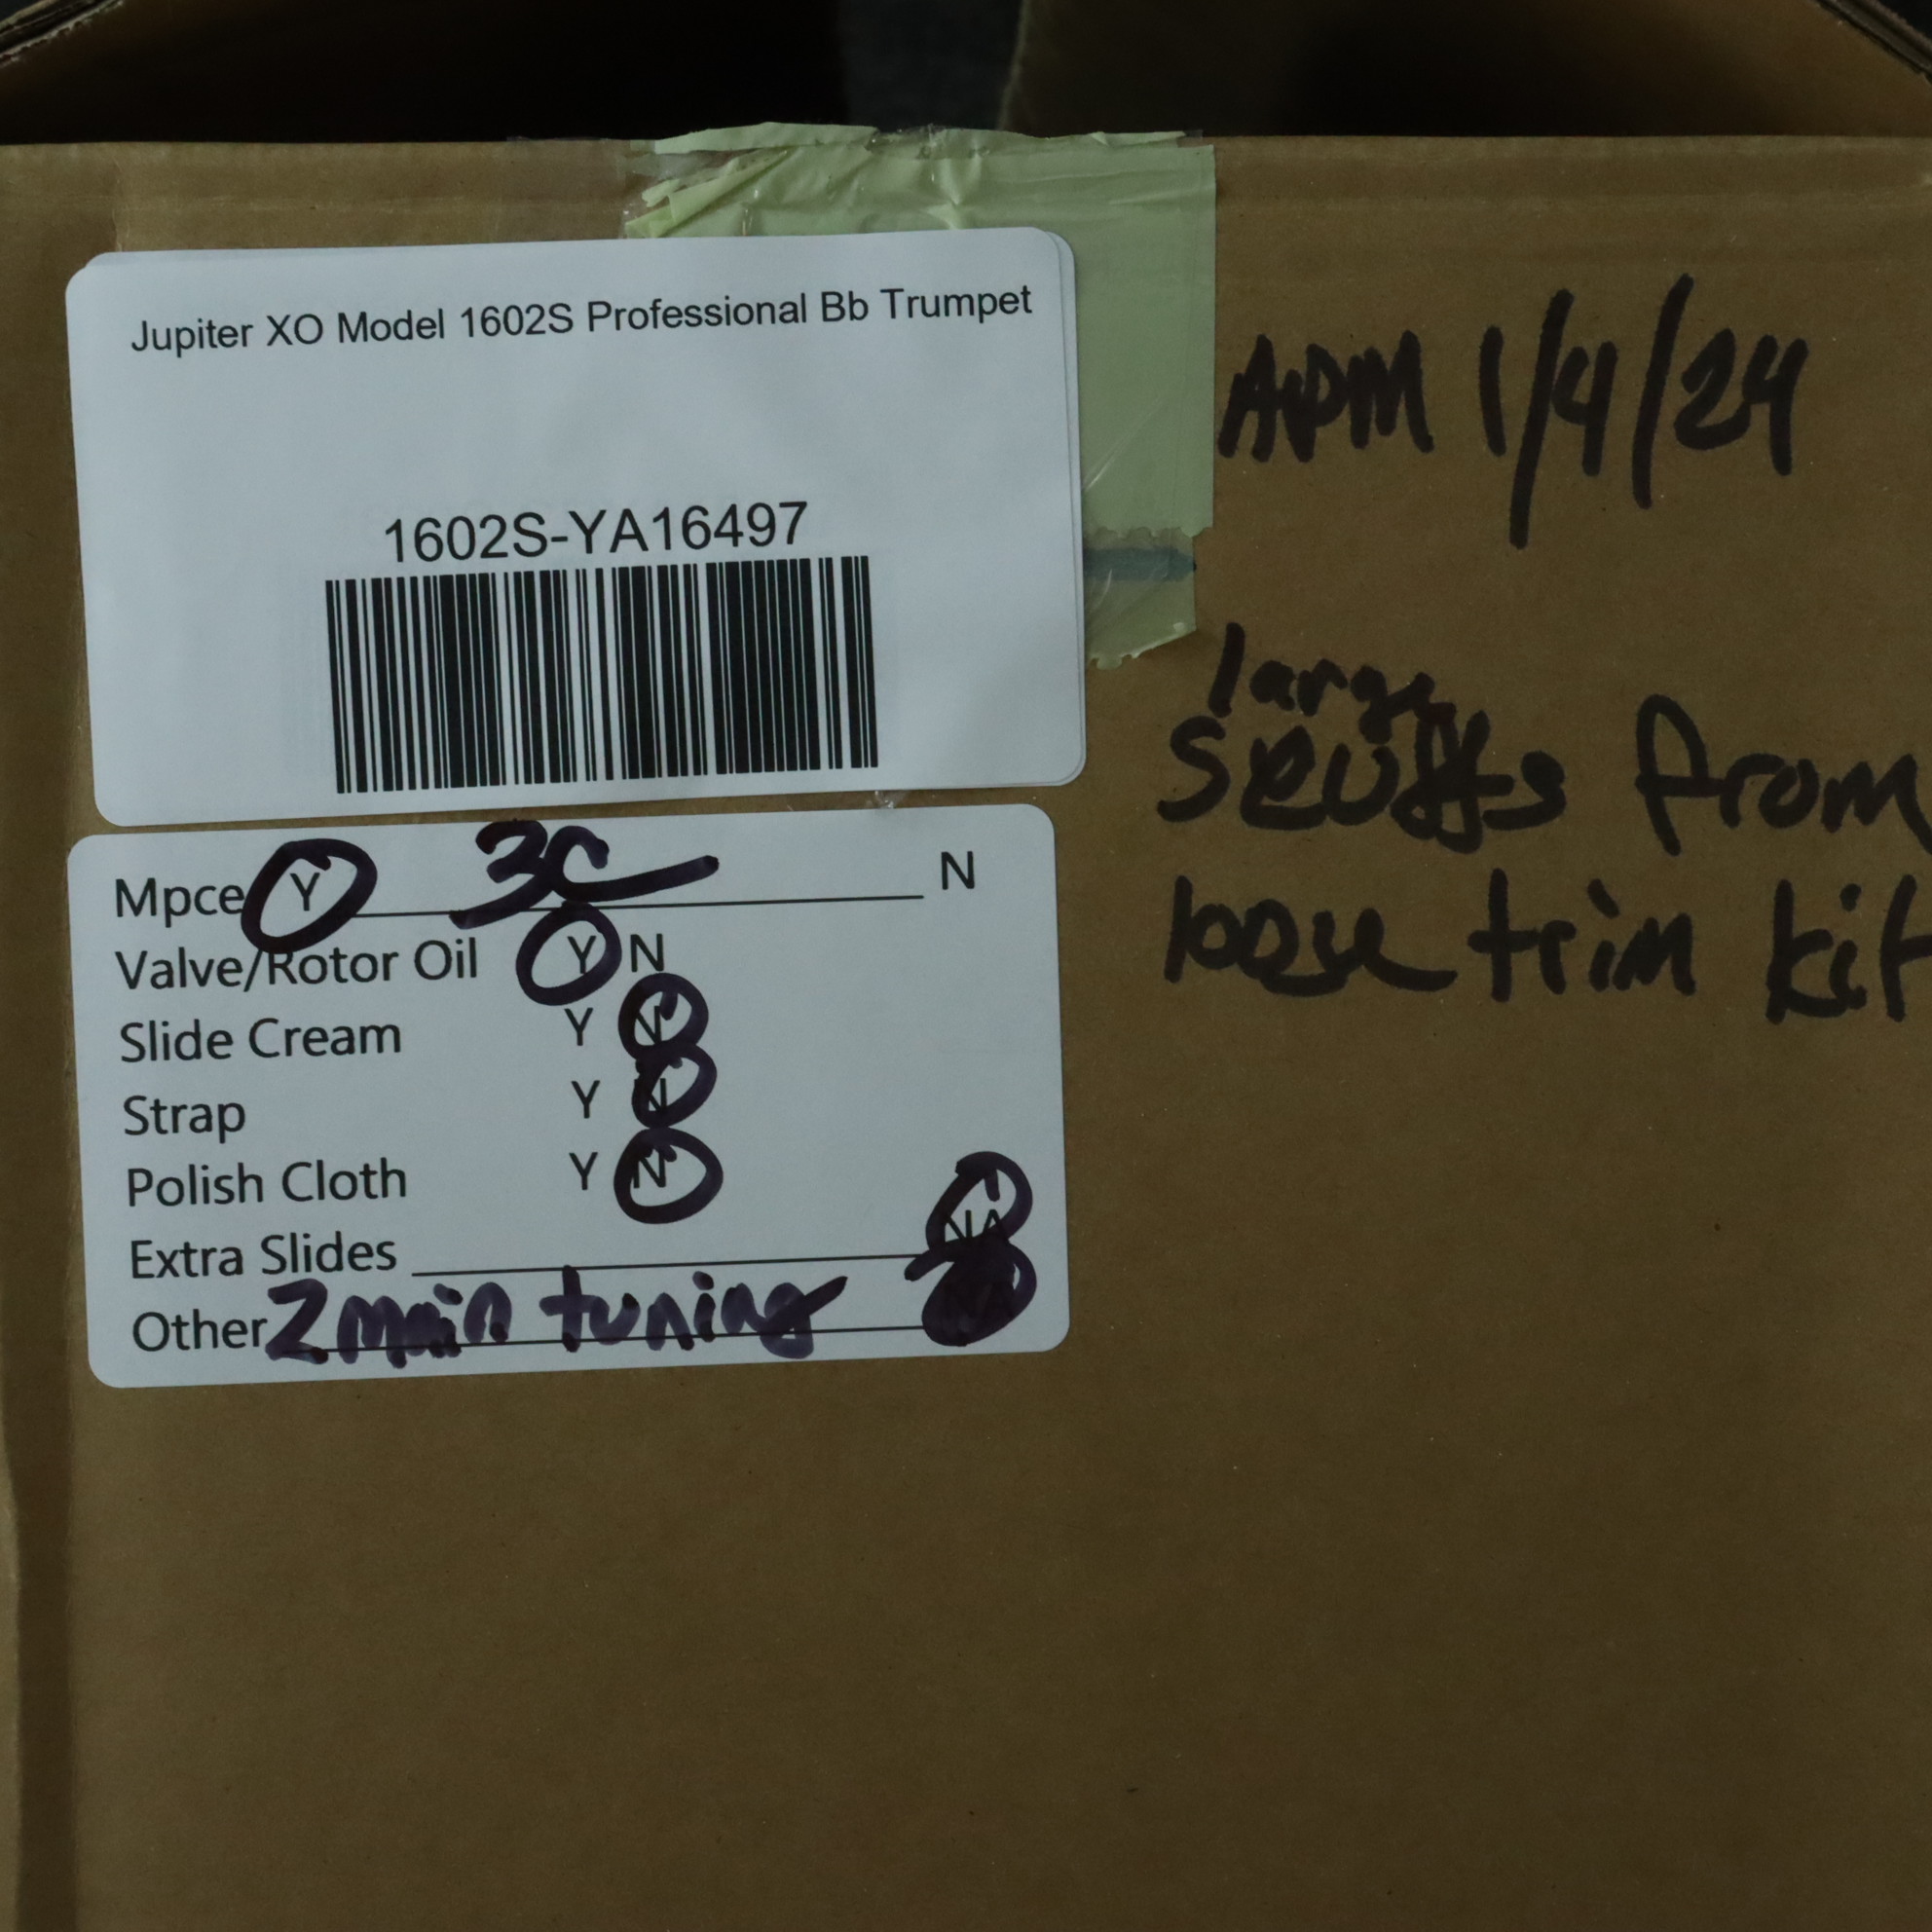 Jupiter XO Model 1602S Professional Bb Trumpet
1602S-YA16497
Mpce Y 3C N
Valve/Rotor Oil Y N
Slide Cream Y N
Strap Y N
Polish Cloth Y N
Extra Slides NA
Other 2 main tuning NA
APM 1/4/24
large
scuffs from
loose trim kit